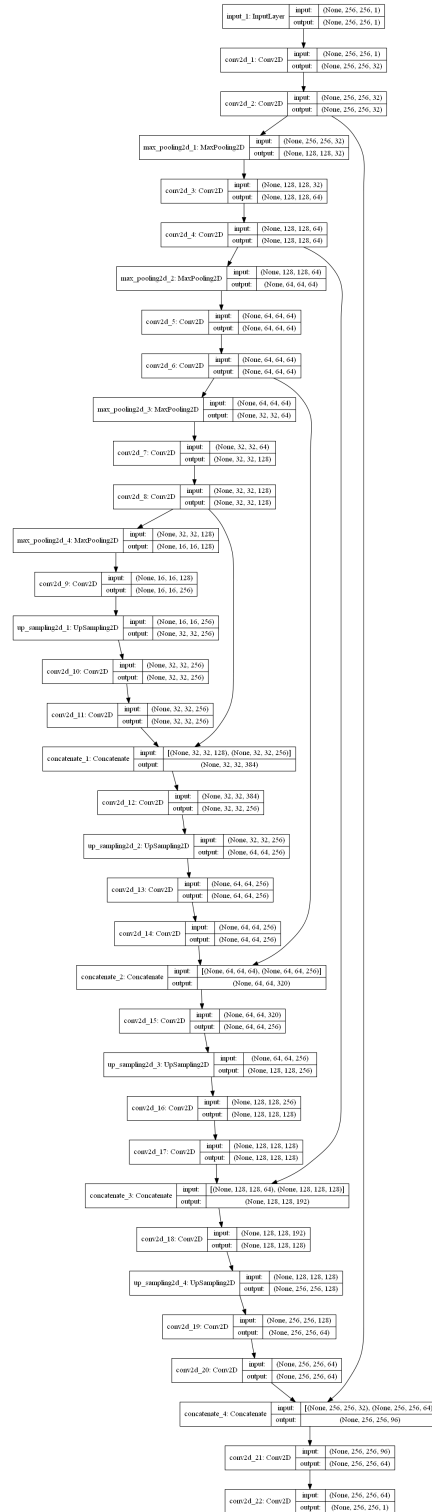 input_1: InputLayer
input: (None, 256, 256, 1)
output: (None, 256, 256, 1)
conv2d_1: Conv2D
input: (None, 256, 256, 1)
output: (None, 256, 256, 32)
conv2d_2: Conv2D
input: (None, 256, 256, 32)
output: (None, 256, 256, 32)
max_pooling2d_1: MaxPooling2D
input: (None, 256, 256, 32)
output: (None, 128, 128, 32)
conv2d_3: Conv2D
input: (None, 128, 128, 32)
output: (None, 128, 128, 64)
conv2d_4: Conv2D
input: (None, 128, 128, 64)
output: (None, 128, 128, 64)
max_pooling2d_2: MaxPooling2D
input: (None, 128, 128, 64)
output: (None, 64, 64, 64)
conv2d_5: Conv2D
input: (None, 64, 64, 64)
output: (None, 64, 64, 64)
conv2d_6: Conv2D
input: (None, 64, 64, 64)
output: (None, 64, 64, 64)
max_pooling2d_3: MaxPooling2D
input: (None, 64, 64, 64)
output: (None, 32, 32, 64)
conv2d_7: Conv2D
input: (None, 32, 32, 64)
output: (None, 32, 32, 128)
conv2d_8: Conv2D
input: (None, 32, 32, 128)
output: (None, 32, 32, 128)
max_pooling2d_4: MaxPooling2D
input: (None, 32, 32, 128)
output: (None, 16, 16, 128)
conv2d_9: Conv2D
input: (None, 16, 16, 128)
output: (None, 16, 16, 256)
up_sampling2d_1: UpSampling2D
input: (None, 16, 16, 256)
output: (None, 32, 32, 256)
conv2d_10: Conv2D
input: (None, 32, 32, 256)
output: (None, 32, 32, 256)
conv2d_11: Conv2D
input: (None, 32, 32, 256)
output: (None, 32, 32, 256)
concatenate_1: Concatenate
input: [(None, 32, 32, 128), (None, 32, 32, 256)]
output: (None, 32, 32, 384)
conv2d_12: Conv2D
input: (None, 32, 32, 384)
output: (None, 32, 32, 256)
up_sampling2d_2: UpSampling2D
input: (None, 32, 32, 256)
output: (None, 64, 64, 256)
conv2d_13: Conv2D
input: (None, 64, 64, 256)
output: (None, 64, 64, 256)
conv2d_14: Conv2D
input: (None, 64, 64, 256)
output: (None, 64, 64, 256)
concatenate_2: Concatenate
input: [(None, 64, 64, 64), (None, 64, 64, 256)]
output: (None, 64, 64, 320)
conv2d_15: Conv2D
input: (None, 64, 64, 320)
output: (None, 64, 64, 256)
up_sampling2d_3: UpSampling2D
input: (None, 64, 64, 256)
output: (None, 128, 128, 256)
conv2d_16: Conv2D
input: (None, 128, 128, 256)
output: (None, 128, 128, 128)
conv2d_17: Conv2D
input: (None, 128, 128, 128)
output: (None, 128, 128, 128)
concatenate_3: Concatenate
input: [(None, 128, 128, 64), (None, 128, 128, 128)]
output: (None, 128, 128, 192)
conv2d_18: Conv2D
input: (None, 128, 128, 192)
output: (None, 128, 128, 128)
up_sampling2d_4: UpSampling2D
input: (None, 128, 128, 128)
output: (None, 256, 256, 128)
conv2d_19: Conv2D
input: (None, 256, 256, 128)
output: (None, 256, 256, 64)
conv2d_20: Conv2D
input: (None, 256, 256, 64)
output: (None, 256, 256, 64)
concatenate_4: Concatenate
input: [(None, 256, 256, 32), (None, 256, 256, 64)]
output: (None, 256, 256, 96)
conv2d_21: Conv2D
input: (None, 256, 256, 96)
output: (None, 256, 256, 64)
conv2d_22: Conv2D
input: (None, 256, 256, 64)
output: (None, 256, 256, 1)